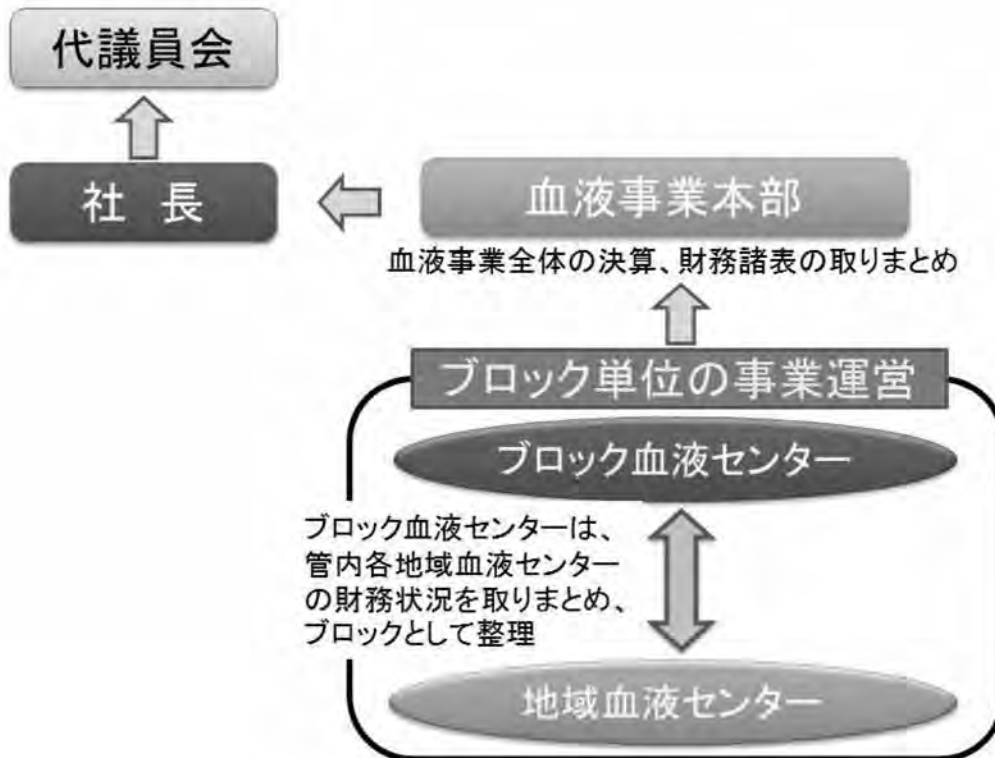 代議員会
社 長
血液事業本部
血液事業全体の決算、財務諸表の取りまとめ
ブロック単位の事業運営
ブロック血液センター
ブロック血液センターは、
管内各地域血液センター
の財務状況を取りまとめ、
ブロックとして整理
地域血液センター